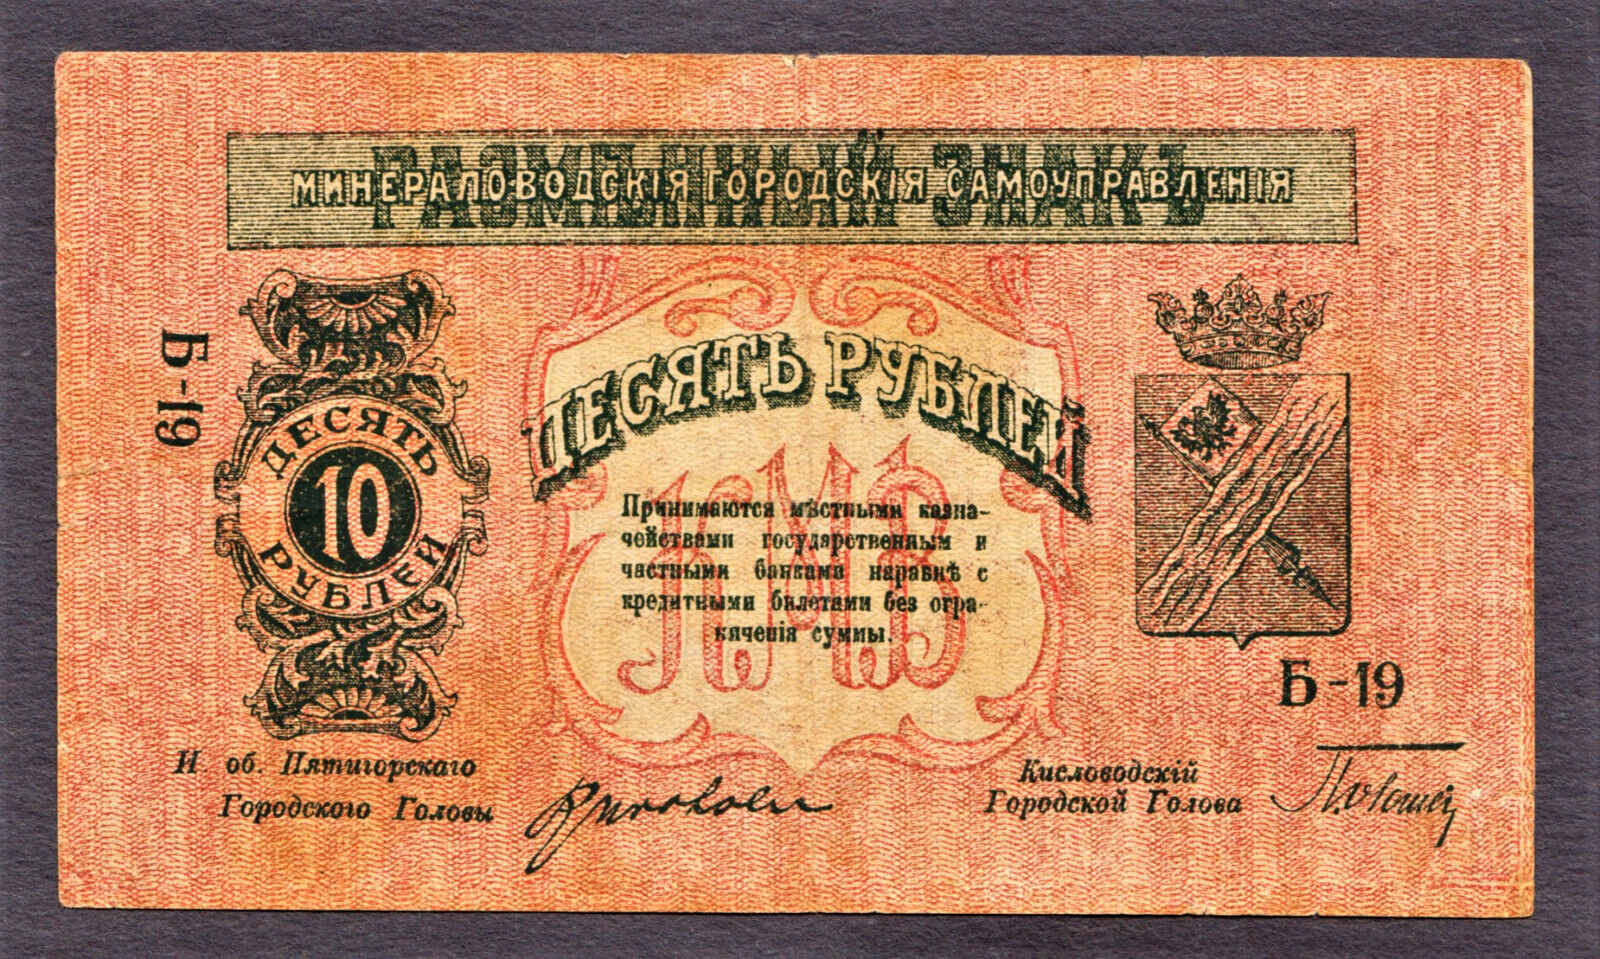 РАЗМѢННЫЙ ЗНАКЪ
МИНЕРАЛОВОДСКІЯ ГОРОДСКІЯ САМОУПРАВЛЕНІЯ
Б-19
ДЕСЯТЬ
10
РУБЛЕЙ
ДЕСЯТЬ РУБЛЕЙ
КМВ
Принимаются мѣстными казна-
чействами государственным и
частными банками наравнѣ с
кредитными билетами без огра-
ниченія суммы.
Б-19
И. об. Пятигорскаго
Городского Головы
Кисловодскій
Городской Голова